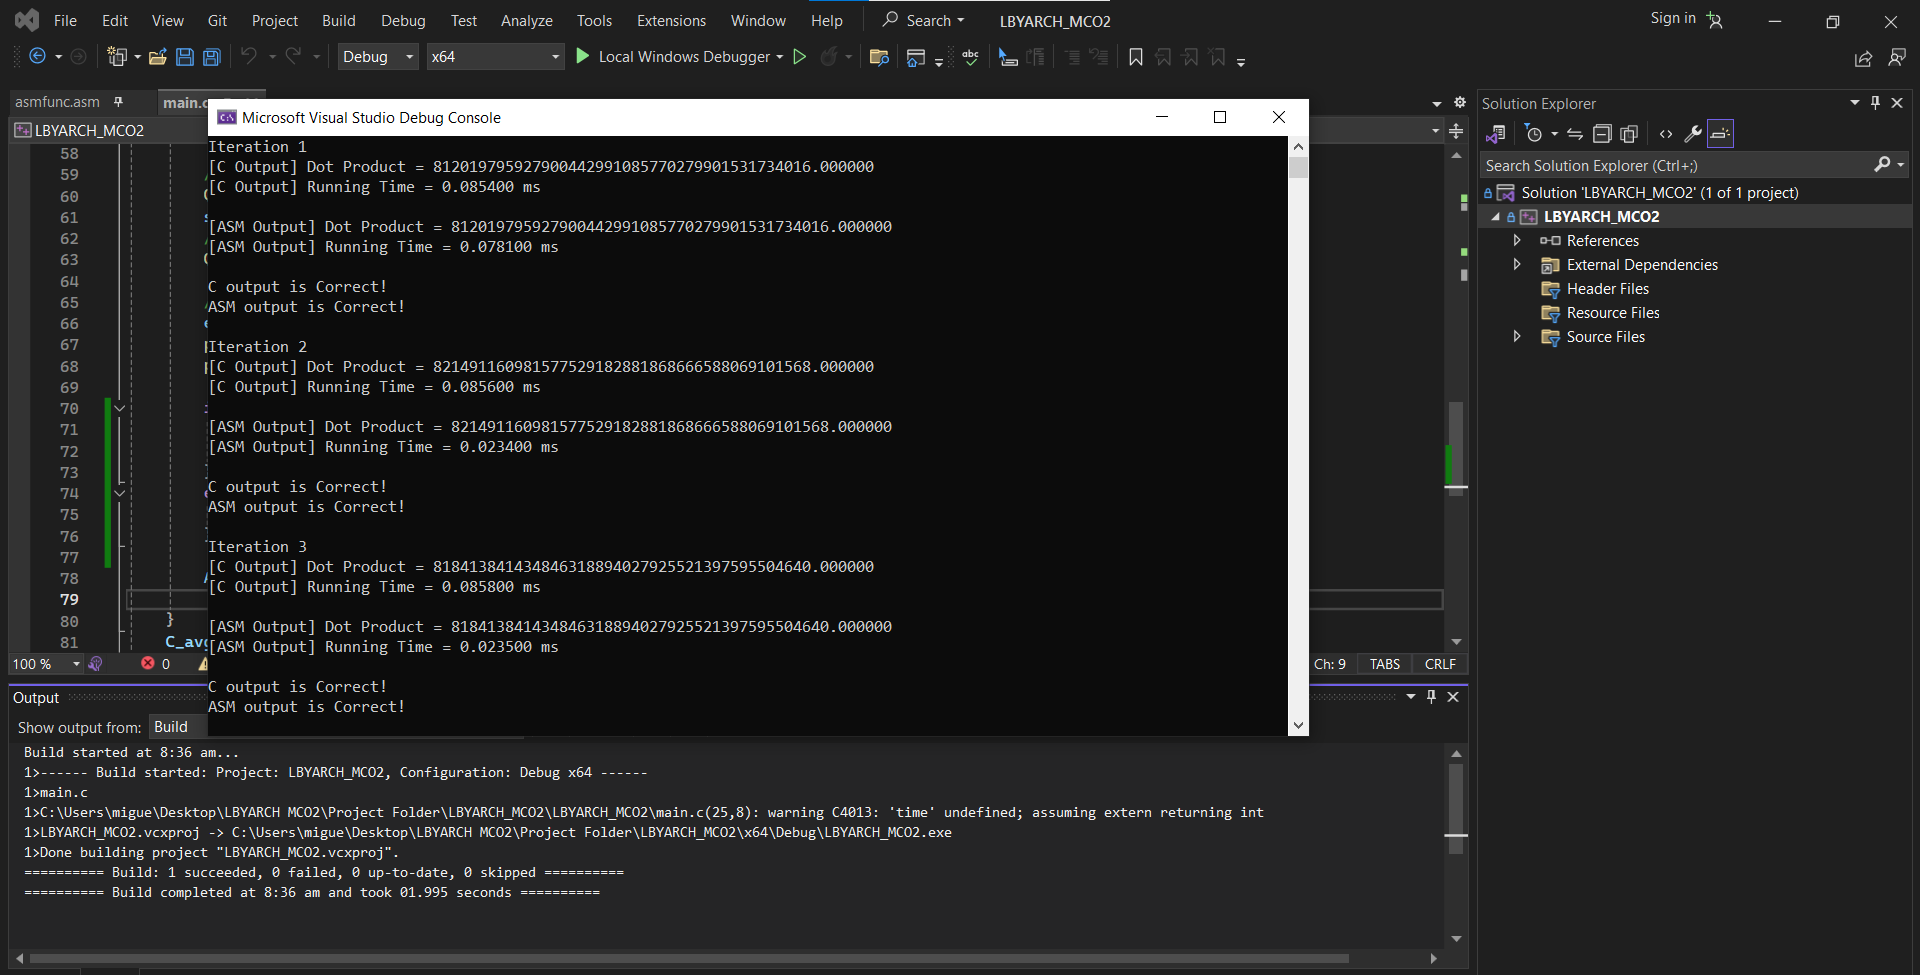 File Edit View Git Project Build Debug Test Analyze Tools Extensions Window Help Search LBYARCH_MCO2 Sign in
Debug x64 Local Windows Debugger
asmfunc.asm main.c
LBYARCH_MCO2
58
59
60
61
62
63
64
65
66
67
68
69
70
71
72
73
74
75
76
77
78
79
80 }
81 C_avg
100 % 0 Ch: 9 TABS CRLF
Microsoft Visual Studio Debug Console
Iteration 1
[C Output] Dot Product = 812019795927900442991085770279901531734016.000000
[C Output] Running Time = 0.085400 ms
[ASM Output] Dot Product = 812019795927900442991085770279901531734016.000000
[ASM Output] Running Time = 0.078100 ms
C output is Correct!
ASM output is Correct!
Iteration 2
[C Output] Dot Product = 82149116098157752918288186866658806910​1568.000000
[C Output] Running Time = 0.085600 ms
[ASM Output] Dot Product = 821491160981577529182881868666588069101568.000000
[ASM Output] Running Time = 0.023400 ms
C output is Correct!
ASM output is Correct!
Iteration 3
[C Output] Dot Product = 818413841434846318894027925521397595504640.000000
[C Output] Running Time = 0.085800 ms
[ASM Output] Dot Product = 818413841434846318894027925521397595504640.000000
[ASM Output] Running Time = 0.023500 ms
C output is Correct!
ASM output is Correct!
Output
Show output from: Build
Build started at 8:36 am...
1>------ Build started: Project: LBYARCH_MCO2, Configuration: Debug x64 ------
1>main.c
1>C:\Users\migue\Desktop\LBYARCH MCO2\Project Folder\LBYARCH_MCO2\LBYARCH_MCO2\main.c(25,8): warning C4013: 'time' undefined; assuming extern returning int
1>LBYARCH_MCO2.vcxproj -> C:\Users\migue\Desktop\LBYARCH MCO2\Project Folder\LBYARCH_MCO2\x64\Debug\LBYARCH_MCO2.exe
1>Done building project "LBYARCH_MCO2.vcxproj".
========== Build: 1 succeeded, 0 failed, 0 up-to-date, 0 skipped ==========
========== Build completed at 8:36 am and took 01.995 seconds ==========
Solution Explorer
Search Solution Explorer (Ctrl+;)
Solution 'LBYARCH_MCO2' (1 of 1 project)
LBYARCH_MCO2
References
External Dependencies
Header Files
Resource Files
Source Files